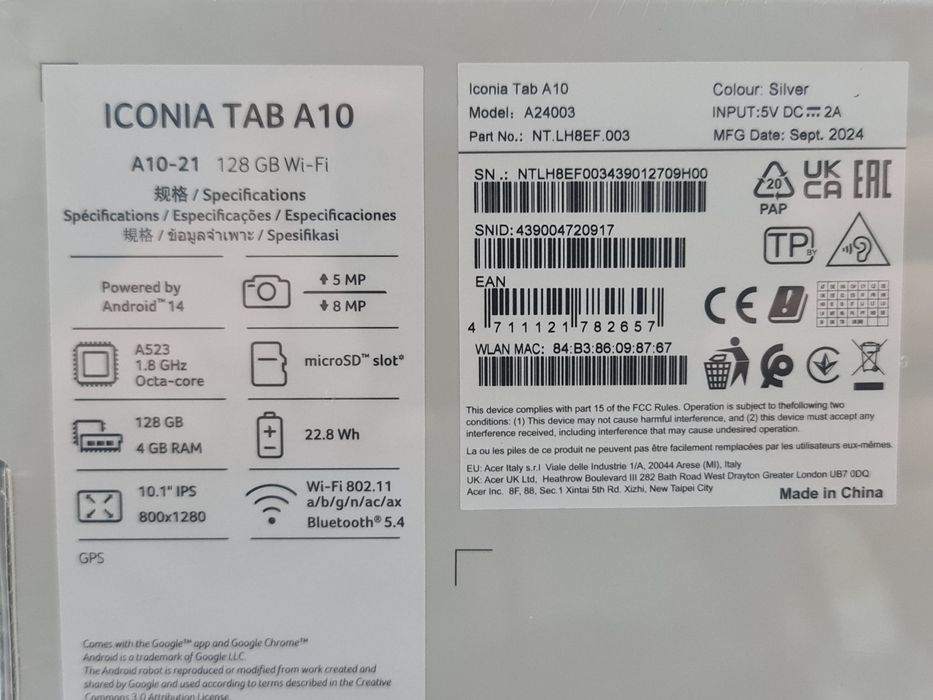 ICONIA TAB A10
A10-21 128 GB Wi-Fi
规格 / Specifications
Spécifications / Especificações / Especificaciones
規格 / ข้อมูลจำเพาะ / Spesifikasi
Powered by
Android™ 14
5 MP
8 MP
A523
1.8 GHz
Octa-core
microSD™ slot*
128 GB
4 GB RAM
22.8 Wh
10.1" IPS
800x1280
Wi-Fi 802.11
a/b/g/n/ac/ax
Bluetooth® 5.4
GPS
Comes with the Google™ app and Google Chrome™
Android is a trademark of Google LLC.
The Android robot is reproduced or modified from work created and
shared by Google and used according to terms described in the Creative
Commons 3.0 Attribution License.
Iconia Tab A10
Model: A24003
Part No.: NT.LH8EF.003
Colour: Silver
INPUT:5V DC⎓2A
MFG Date: Sept. 2024
SN .: NTLH8EF003439012709H00
SNID:439004720917
EAN
4 711121 782657
WLAN MAC: 84:B3:86:09:87:67
20
PAP
UK
CA
EAC
TP
BY
CE
This device complies with part 15 of the FCC Rules. Operation is subject to thefollowing two
conditions: (1) This device may not cause harmful interference, and (2) this device must accept any
interference received, including interference that may cause undesired operation.
La ou les piles de ce produit ne peuvent pas être facilement remplacées par les utilisateurs eux-mêmes.
EU: Acer Italy s.r.l Viale delle Industrie 1/A, 20044 Arese (MI), Italy
UK: Acer UK Ltd, Heathrow Boulevard III 282 Bath Road West Drayton Greater London UB7 0DQ
Acer Inc. 8F, 88, Sec.1 Xintai 5th Rd. Xizhi, New Taipei City
Made in China